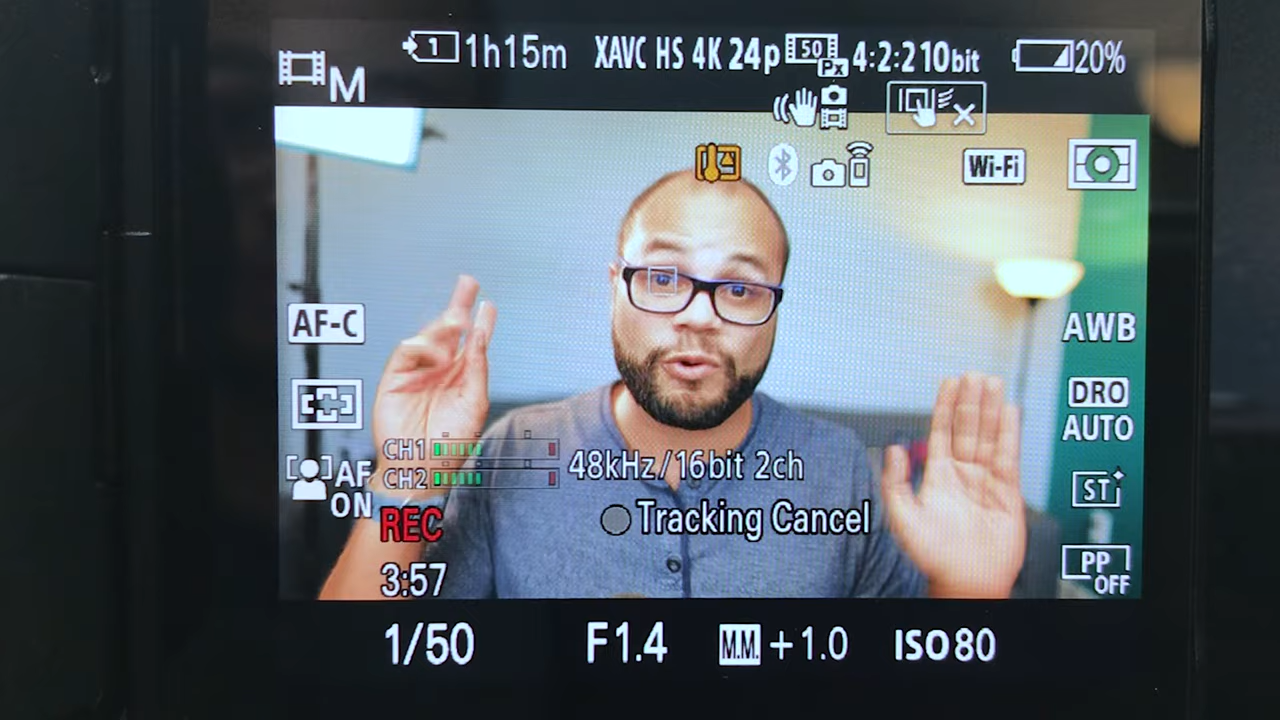 1 1h15m XAVC HS 4K 24p 50 Px 4:2:2 10bit 20%
M
Wi-Fi
AF-C
AWB
DRO
AUTO
CH1
CH2
48kHz/16bit 2ch
AF
ON
ST
REC
Tracking Cancel
3:57
PP
OFF
1/50 F1.4 M.M. +1.0 ISO 80